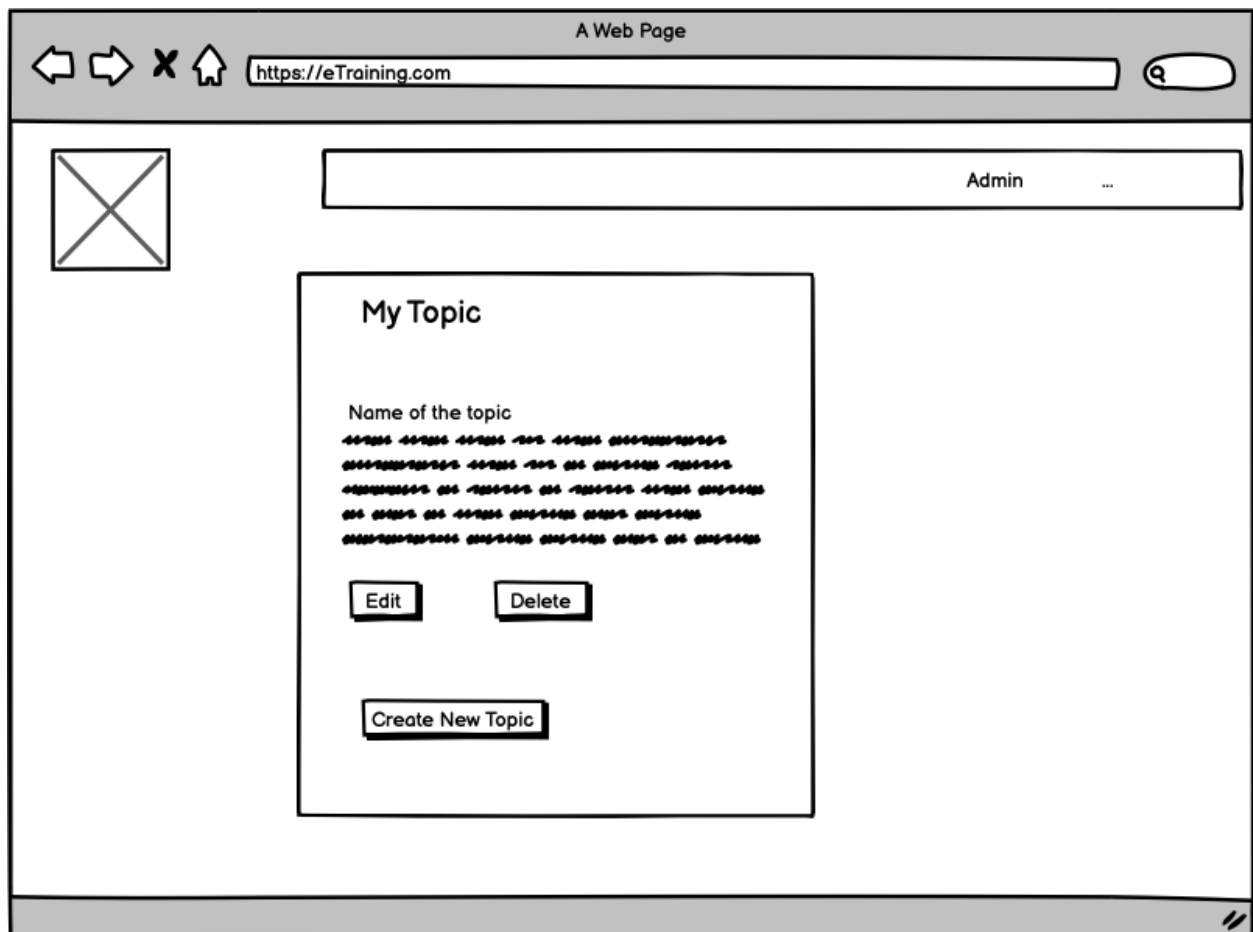 A Web Page
https://eTraining.com
Admin ...
My Topic
Name of the topic
Edit Delete
Create New Topic